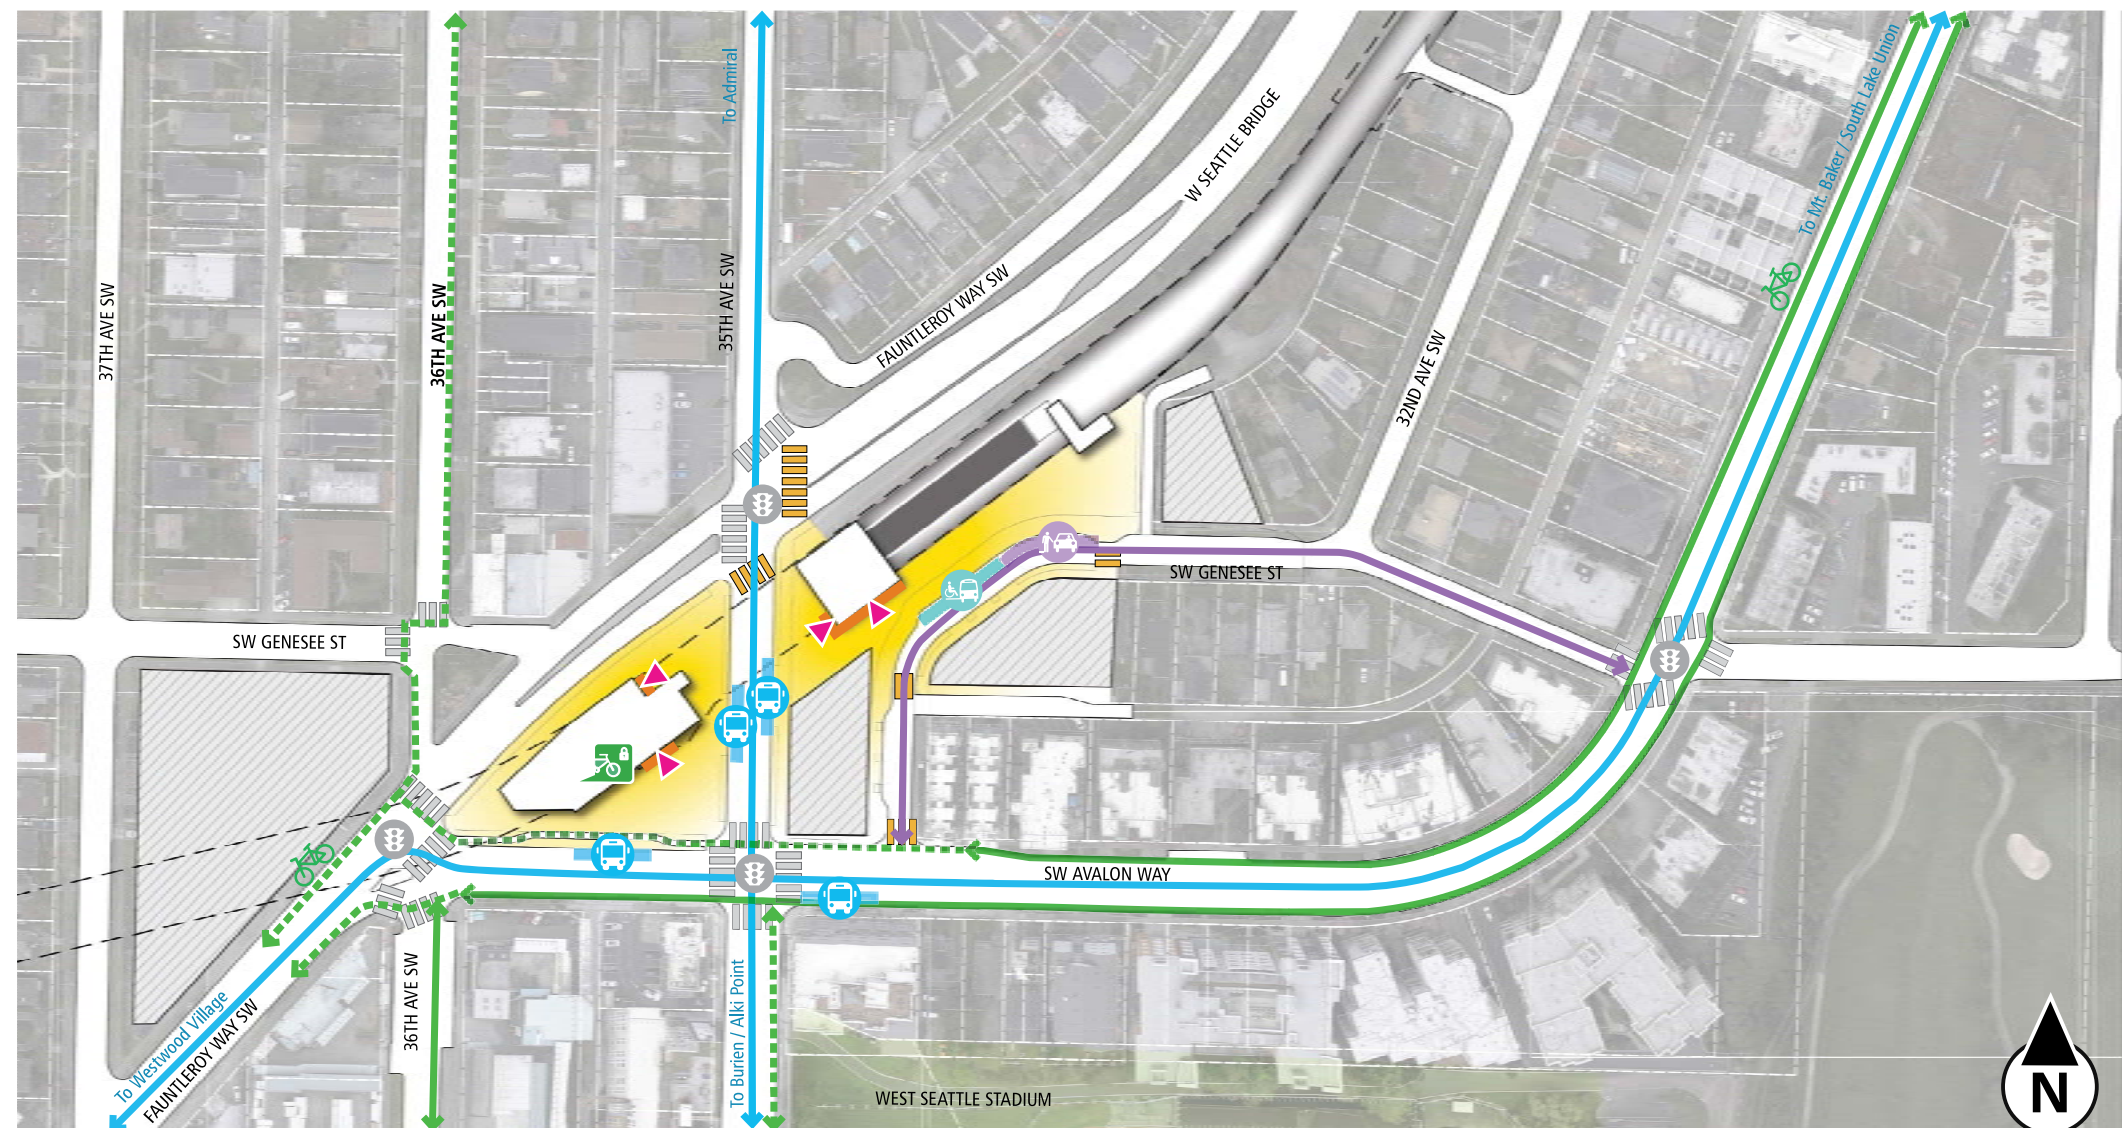 To Admiral
To Mt. Baker / South Lake Union
W SEATTLE BRIDGE
37TH AVE SW
36TH AVE SW
35TH AVE SW
FAUNTLEROY WAY SW
32ND AVE SW
SW GENESEE ST
SW GENESEE ST
SW AVALON WAY
36TH AVE SW
To Westwood Village
FAUNTLEROY WAY SW
To Burien / Alki Point
WEST SEATTLE STADIUM
N